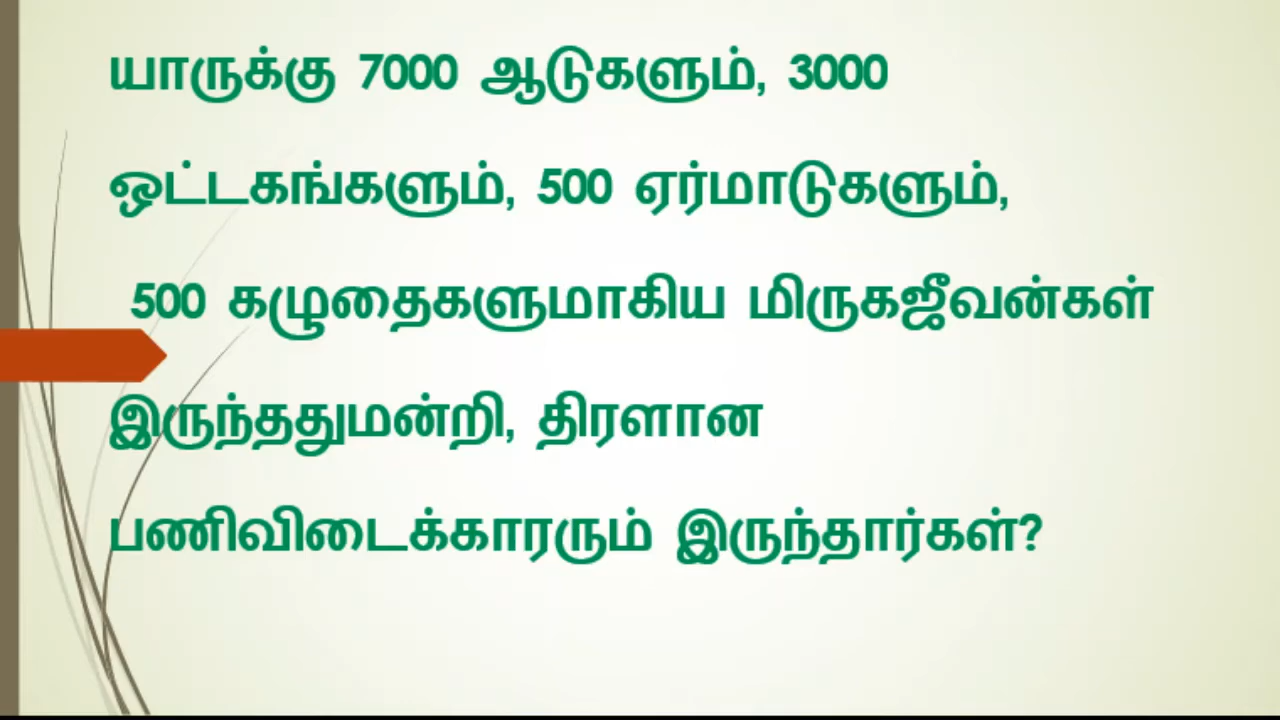 யாருக்கு 7000 ஆடுகளும், 3000
ஒட்டகங்களும், 500 ஏர்மாடுகளும்,
500 கழுதைகளுமாகிய மிருகஜீவன்கள்
இருந்ததுமன்றி, திரளான
பணிவிடைக்காரரும் இருந்தார்கள்?